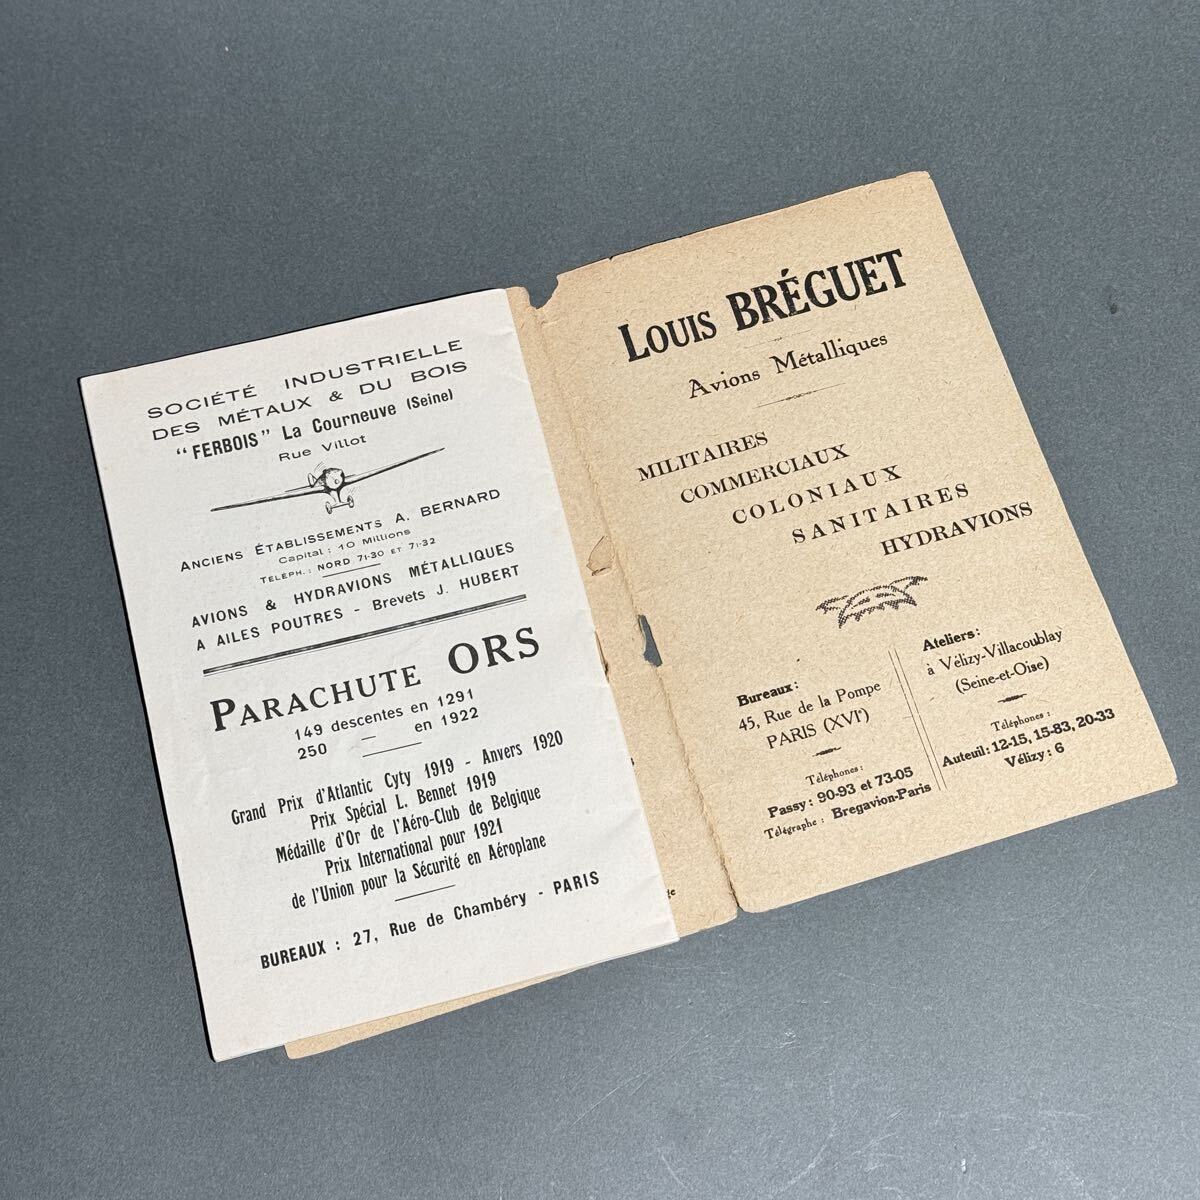 SOCIÉTÉ INDUSTRIELLE
DES MÉTAUX & DU BOIS
"FERBOIS" La Courneuve (Seine)
Rue Villot
ANCIENS ÉTABLISSEMENTS A. BERNARD
Capital : 10 Millions
TÉLÉPH. : NORD 71-30 ET 71-32
AVIONS & HYDRAVIONS MÉTALLIQUES
A AILES POUTRES - Brevets J. HUBERT
PARACHUTE ORS
149 descentes en 1291
250 — en 1922
Grand Prix d'Atlantic Cyty 1919 - Anvers 1920
Prix Spécial L. Bennet 1919
Médaille d'Or de l'Aéro-Club de Belgique
Prix International pour 1921
de l'Union pour la Sécurité en Aéroplane
BUREAUX : 27, Rue de Chambéry - PARIS
LOUIS BRÉGUET
Avions Métalliques
MILITAIRES
COMMERCIAUX
COLONIAUX
SANITAIRES
HYDRAVIONS
Bureaux :
45, Rue de la Pompe
PARIS (XVIe)
Téléphones :
Passy : 90-93 et 73-05
Télégraphe : Bregavion-Paris
Ateliers :
à Vélizy-Villacoublay
(Seine-et-Oise)
Téléphones :
Auteuil : 12-15, 15-83, 20-33
Vélizy : 6